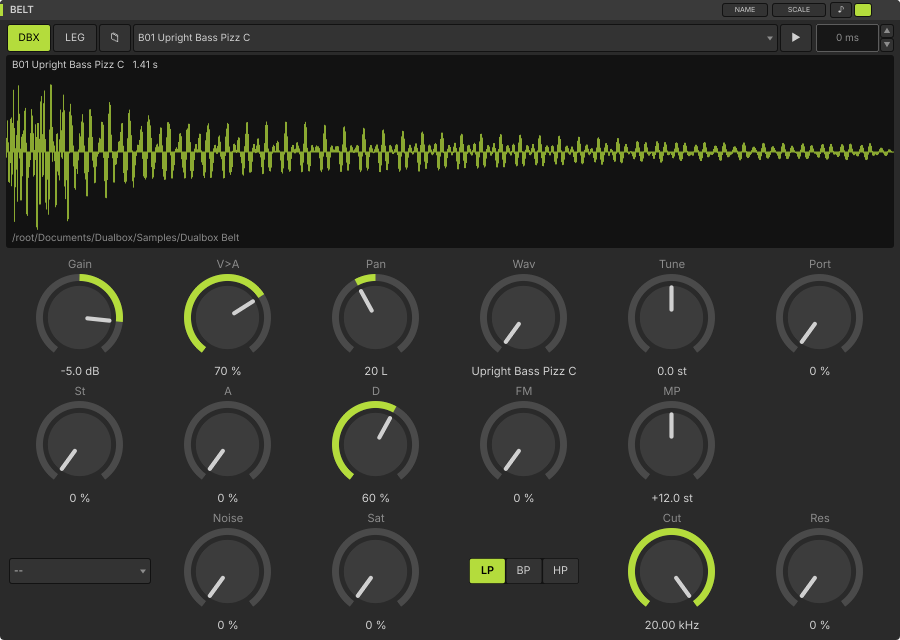 BELT NAME SCALE
DBX LEG B01 Upright Bass Pizz C 0 ms
B01 Upright Bass Pizz C 1.41 s
/root/Documents/Dualbox/Samples/Dualbox Belt
Gain V>A Pan Wav Tune Port
-5.0 dB 70 % 20 L Upright Bass Pizz C 0.0 st 0 %
St A D FM MP
0 % 0 % 60 % 0 % +12.0 st
Noise Sat Cut Res
-- LP BP HP
0 % 0 % 20.00 kHz 0 %